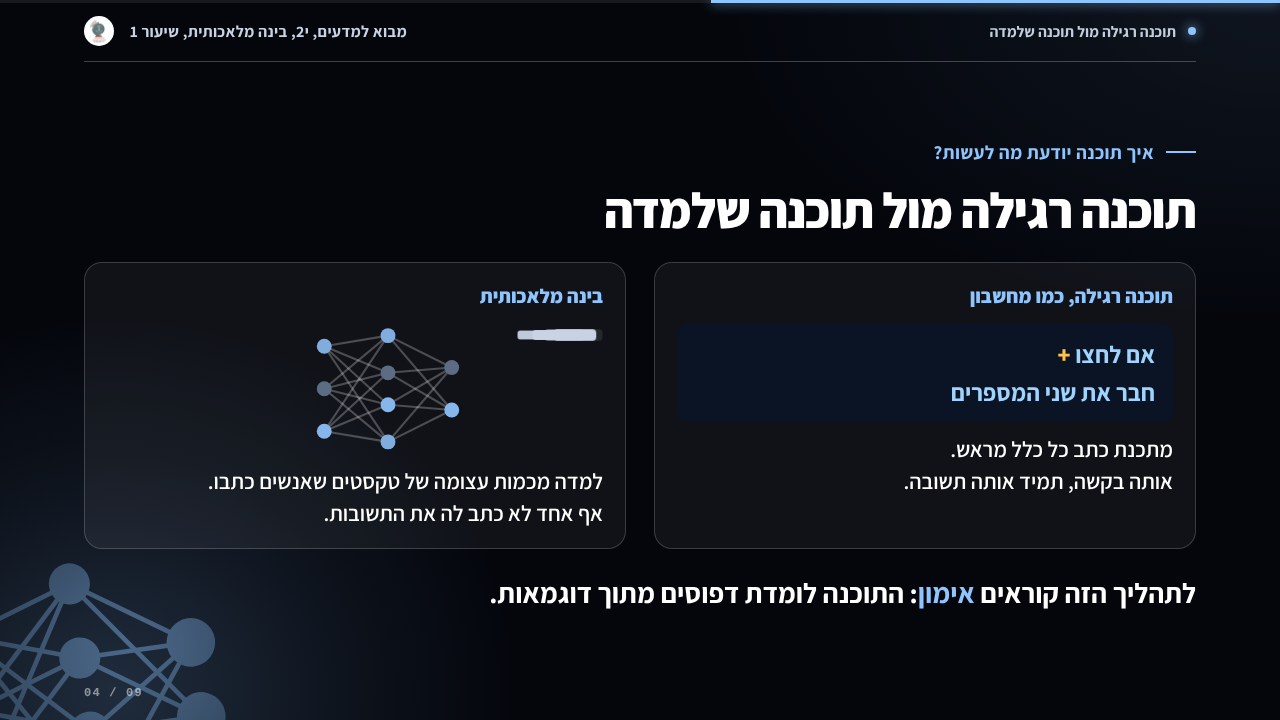 תוכנה רגילה מול תוכנה שלמדה
מבוא למדעים, י2, בינה מלאכותית, שיעור 1
איך תוכנה יודעת מה לעשות?
תוכנה רגילה מול תוכנה שלמדה
תוכנה רגילה, כמו מחשבון
אם לחצו +
חבר את שני המספרים
מתכנת כתב כל כלל מראש.
אותה בקשה, תמיד אותה תשובה.
בינה מלאכותית
למדה מכמות עצומה של טקסטים שאנשים כתבו.
אף אחד לא כתב לה את התשובות.
לתהליך הזה קוראים אימון: התוכנה לומדת דפוסים מתוך דוגמאות.
04 / 09